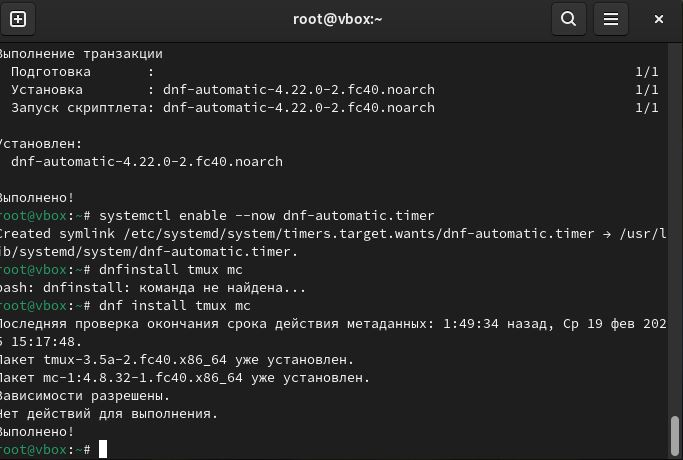 root@vbox:~
Выполнение транзакции
  Подготовка       :                                                            1/1
  Установка        : dnf-automatic-4.22.0-2.fc40.noarch                         1/1
  Запуск скриптлета: dnf-automatic-4.22.0-2.fc40.noarch                         1/1
Установлен:
  dnf-automatic-4.22.0-2.fc40.noarch
Выполнено!
root@vbox:~# systemctl enable --now dnf-automatic.timer
Created symlink /etc/systemd/system/timers.target.wants/dnf-automatic.timer → /usr/l
ib/systemd/system/dnf-automatic.timer.
root@vbox:~# dnfinstall tmux mc
bash: dnfinstall: команда не найдена...
root@vbox:~# dnf install tmux mc
Последняя проверка окончания срока действия метаданных: 1:49:34 назад, Ср 19 фев 202
5 15:17:48.
Пакет tmux-3.5a-2.fc40.x86_64 уже установлен.
Пакет mc-1:4.8.32-1.fc40.x86_64 уже установлен.
Зависимости разрешены.
Нет действий для выполнения.
Выполнено!
root@vbox:~#